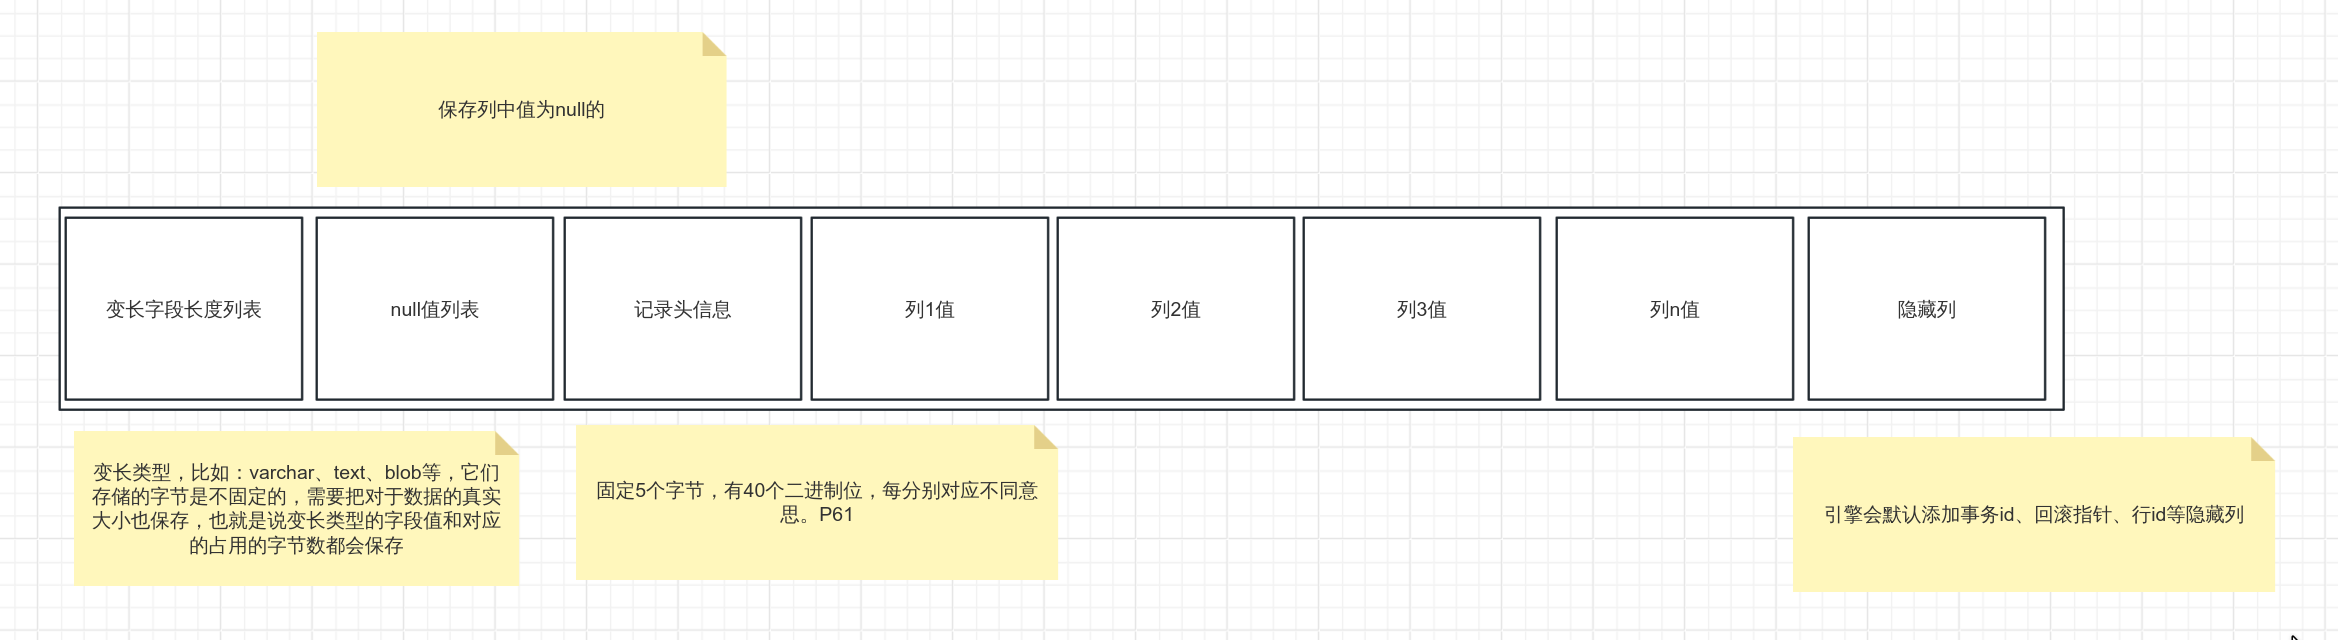 保存列中值为null的
变长字段长度列表
null值列表
记录头信息
列1值
列2值
列3值
列n值
隐藏列
变长类型，比如：varchar、text、blob等，它们
存储的字节是不固定的，需要把对于数据的真实
大小也保存，也就是说变长类型的字段值和对应
的占用的字节数都会保存
固定5个字节，有40个二进制位，每分别对应不同意
思。P61
引擎会默认添加事务id、回滚指针、行id等隐藏列